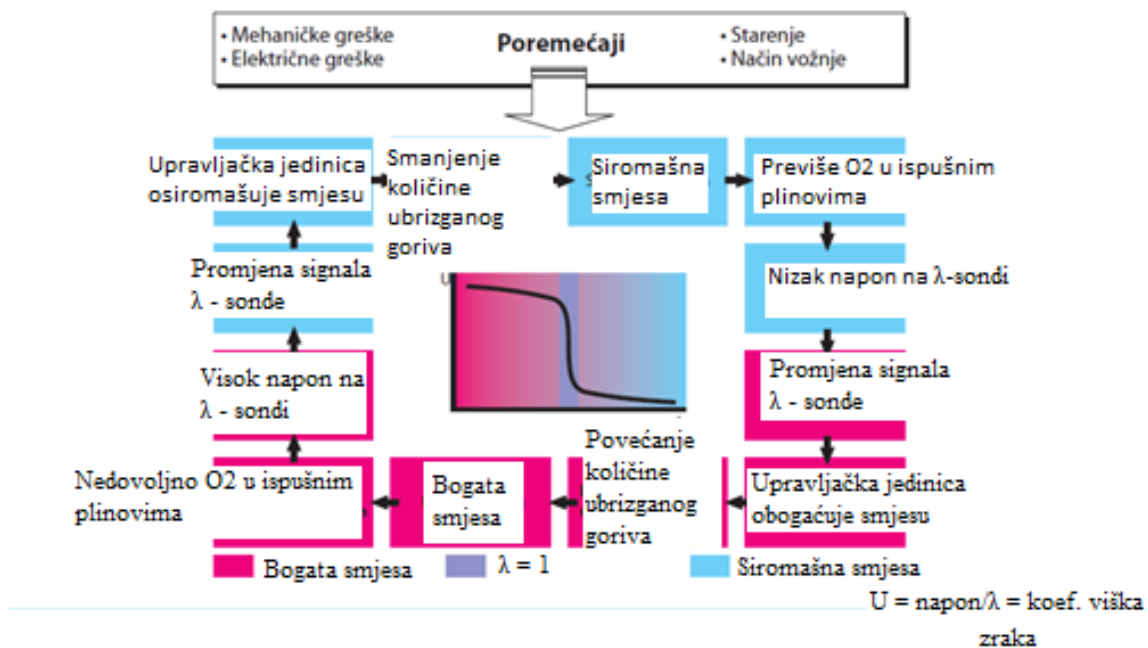 • Mehaničke greške
• Električne greške
Poremećaji
• Starenje
• Način vožnje
Upravljačka jedinica
osiromašuje smjesu
Smanjenje
količine
ubrizganog
goriva
Siromašna
smjesa
Previše O2 u ispušnim
plinovima
Promjena signala
λ - sonde
U
Nizak napon na λ-sondi
Visok napon na
λ - sondi
Promjena signala
λ - sonde
Nedovoljno O2 u ispušnim
plinovima
Bogata
smjesa
Povećanje
količine
ubrizganog
goriva
Upravljačka jedinica
obogaćuje smjesu
Bogata smjesa
λ = 1
Siromašna smjesa
U = napon/λ = koef. viška
zraka